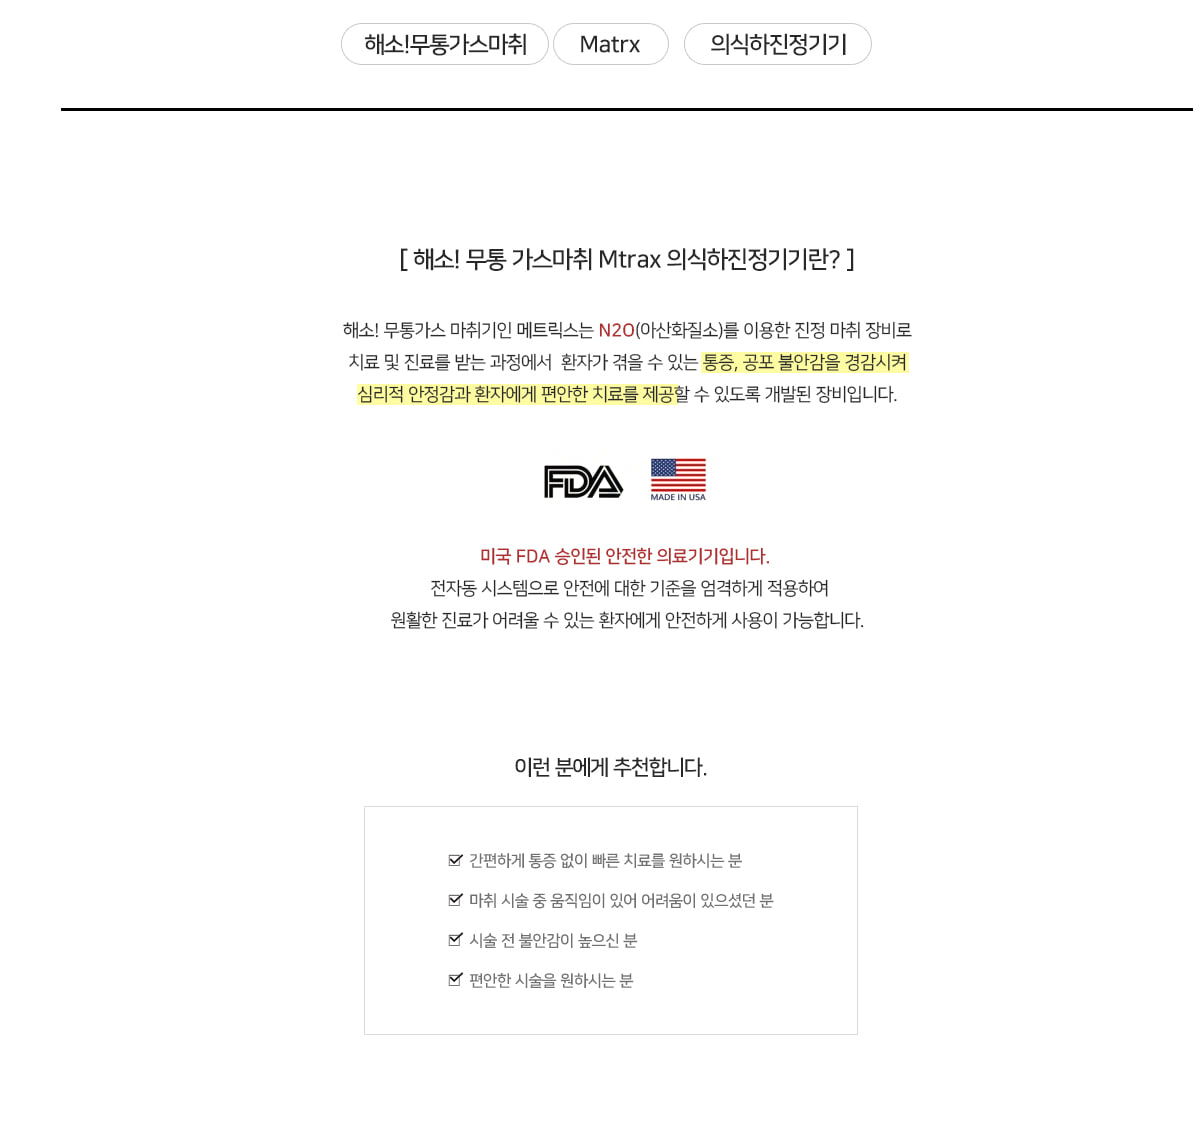 해소!무통가스마취 Matrx 의식하진정기기
[ 해소! 무통 가스마취 Mtrax 의식하진정기기란? ]
해소! 무통가스 마취기인 메트릭스는 N2O(아산화질소)를 이용한 진정 마취 장비로
치료 및 진료를 받는 과정에서 환자가 겪을 수 있는 통증, 공포 불안감을 경감시켜
심리적 안정감과 환자에게 편안한 치료를 제공할 수 있도록 개발된 장비입니다.
FDA
MADE IN USA
미국 FDA 승인된 안전한 의료기기입니다.
전자동 시스템으로 안전에 대한 기준을 엄격하게 적용하여
원활한 진료가 어려울 수 있는 환자에게 안전하게 사용이 가능합니다.
이런 분에게 추천합니다.
간편하게 통증 없이 빠른 치료를 원하시는 분
마취 시술 중 움직임이 있어 어려움이 있으셨던 분
시술 전 불안감이 높으신 분
편안한 시술을 원하시는 분